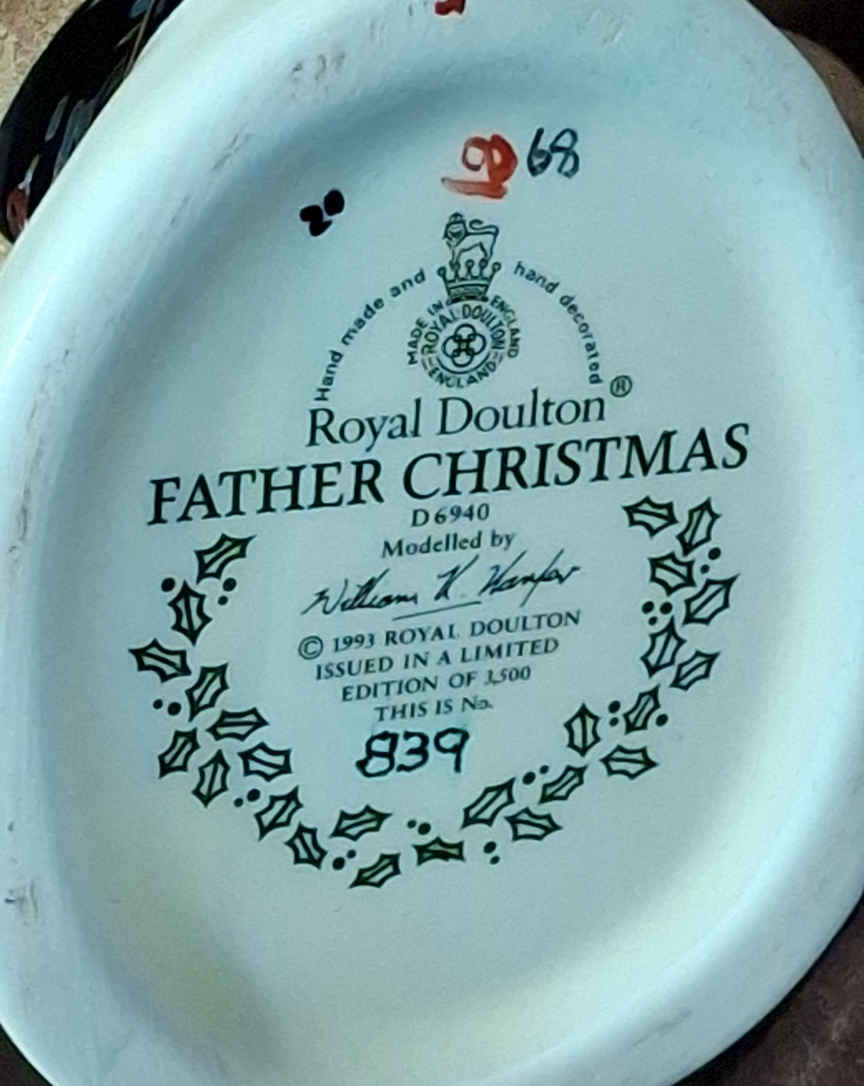 68
20
Hand made and hand decorated
MADE IN ENGLAND
ROYAL DOULTON
ENGLAND
Royal Doulton®
FATHER CHRISTMAS
D6940
Modelled by
William K. Harper
© 1993 ROYAL DOULTON
ISSUED IN A LIMITED
EDITION OF 3,500
THIS IS No.
839